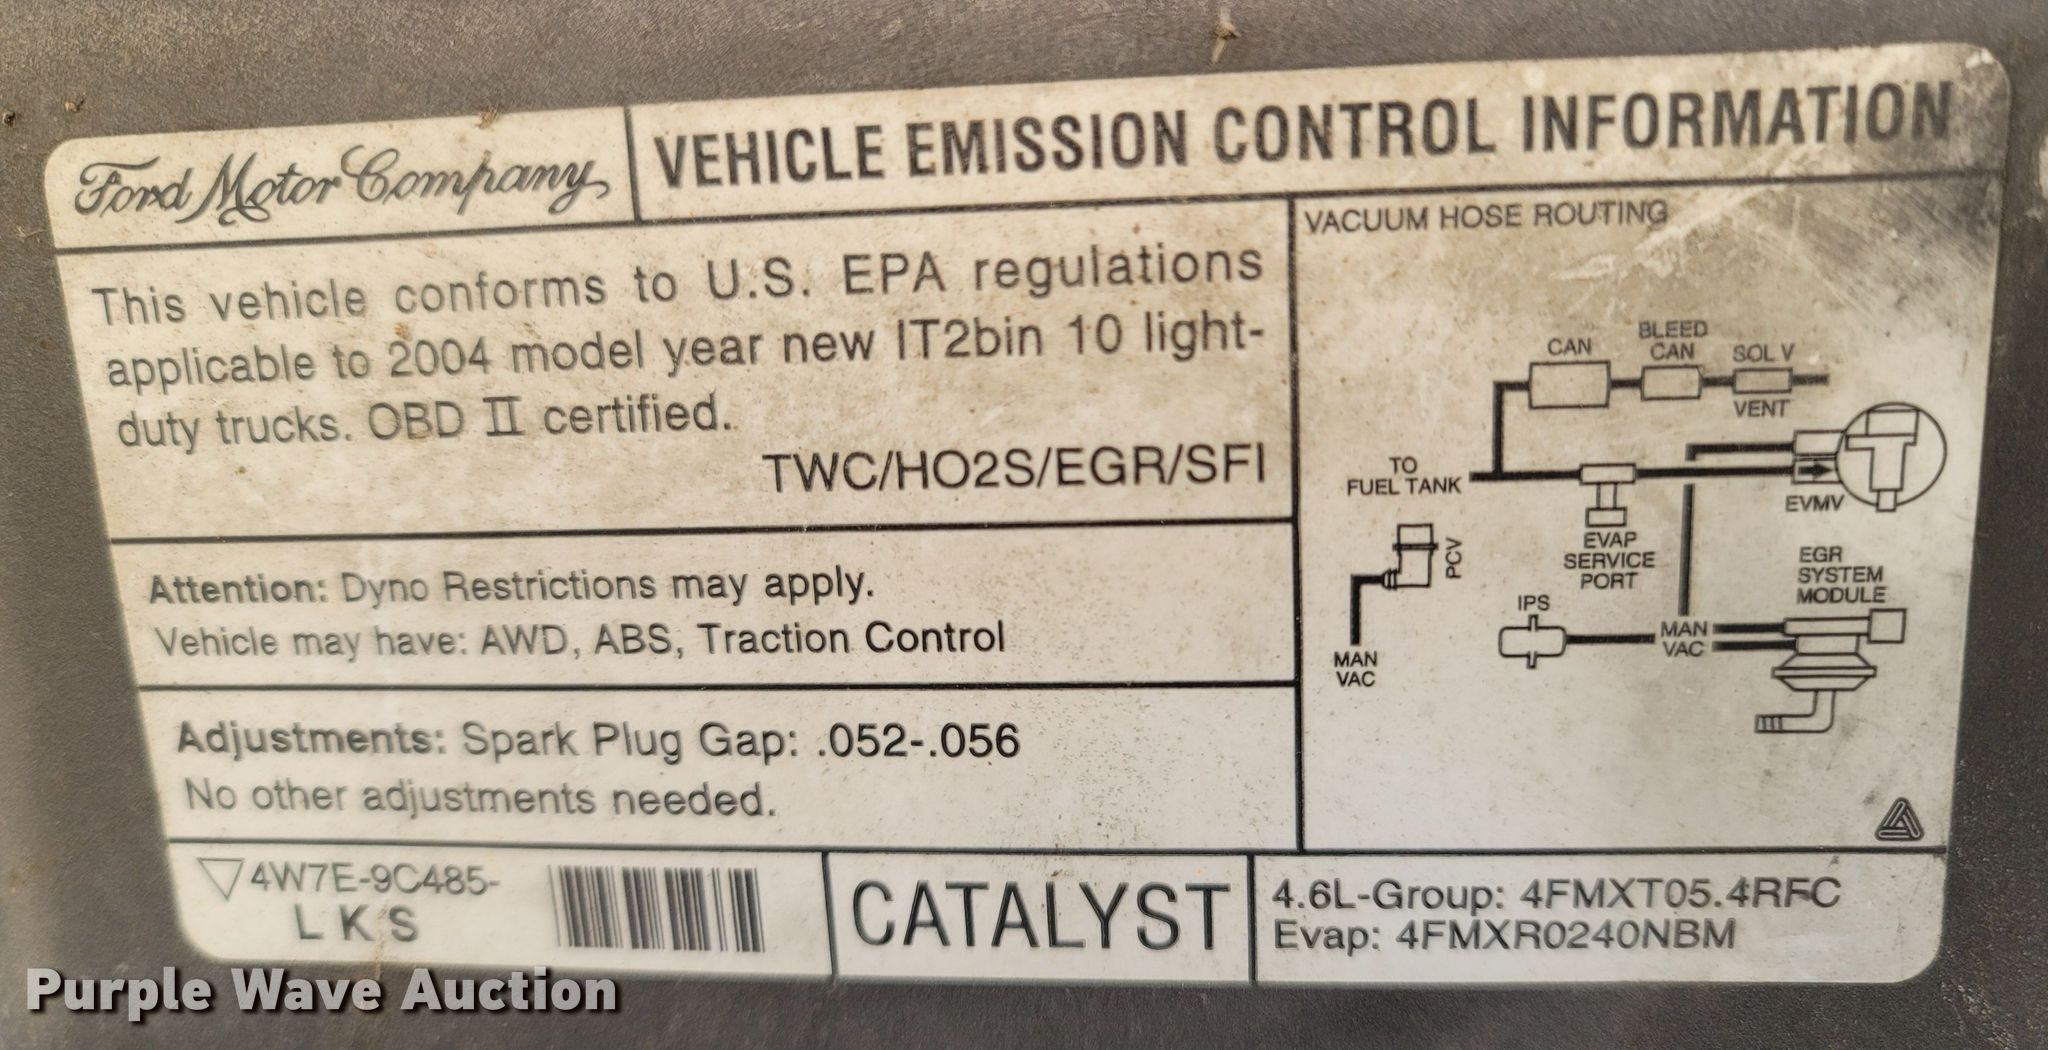 Ford Motor Company
VEHICLE EMISSION CONTROL INFORMATION
This vehicle conforms to U.S. EPA regulations
applicable to 2004 model year new IT2bin 10 light-
duty trucks. OBD II certified.
TWC/HO2S/EGR/SFI
Attention: Dyno Restrictions may apply.
Vehicle may have: AWD, ABS, Traction Control
Adjustments: Spark Plug Gap: .052-.056
No other adjustments needed.
VACUUM HOSE ROUTING
CAN
BLEED
CAN
SOL V
VENT
TO
FUEL TANK
EVMV
EVAP
SERVICE
PORT
PCV
MAN
VAC
IPS
MAN
VAC
EGR
SYSTEM
MODULE
4W7E-9C485-
LKS
CATALYST
4.6L-Group: 4FMXT05.4RFC
Evap: 4FMXR0240NBM
Purple Wave Auction